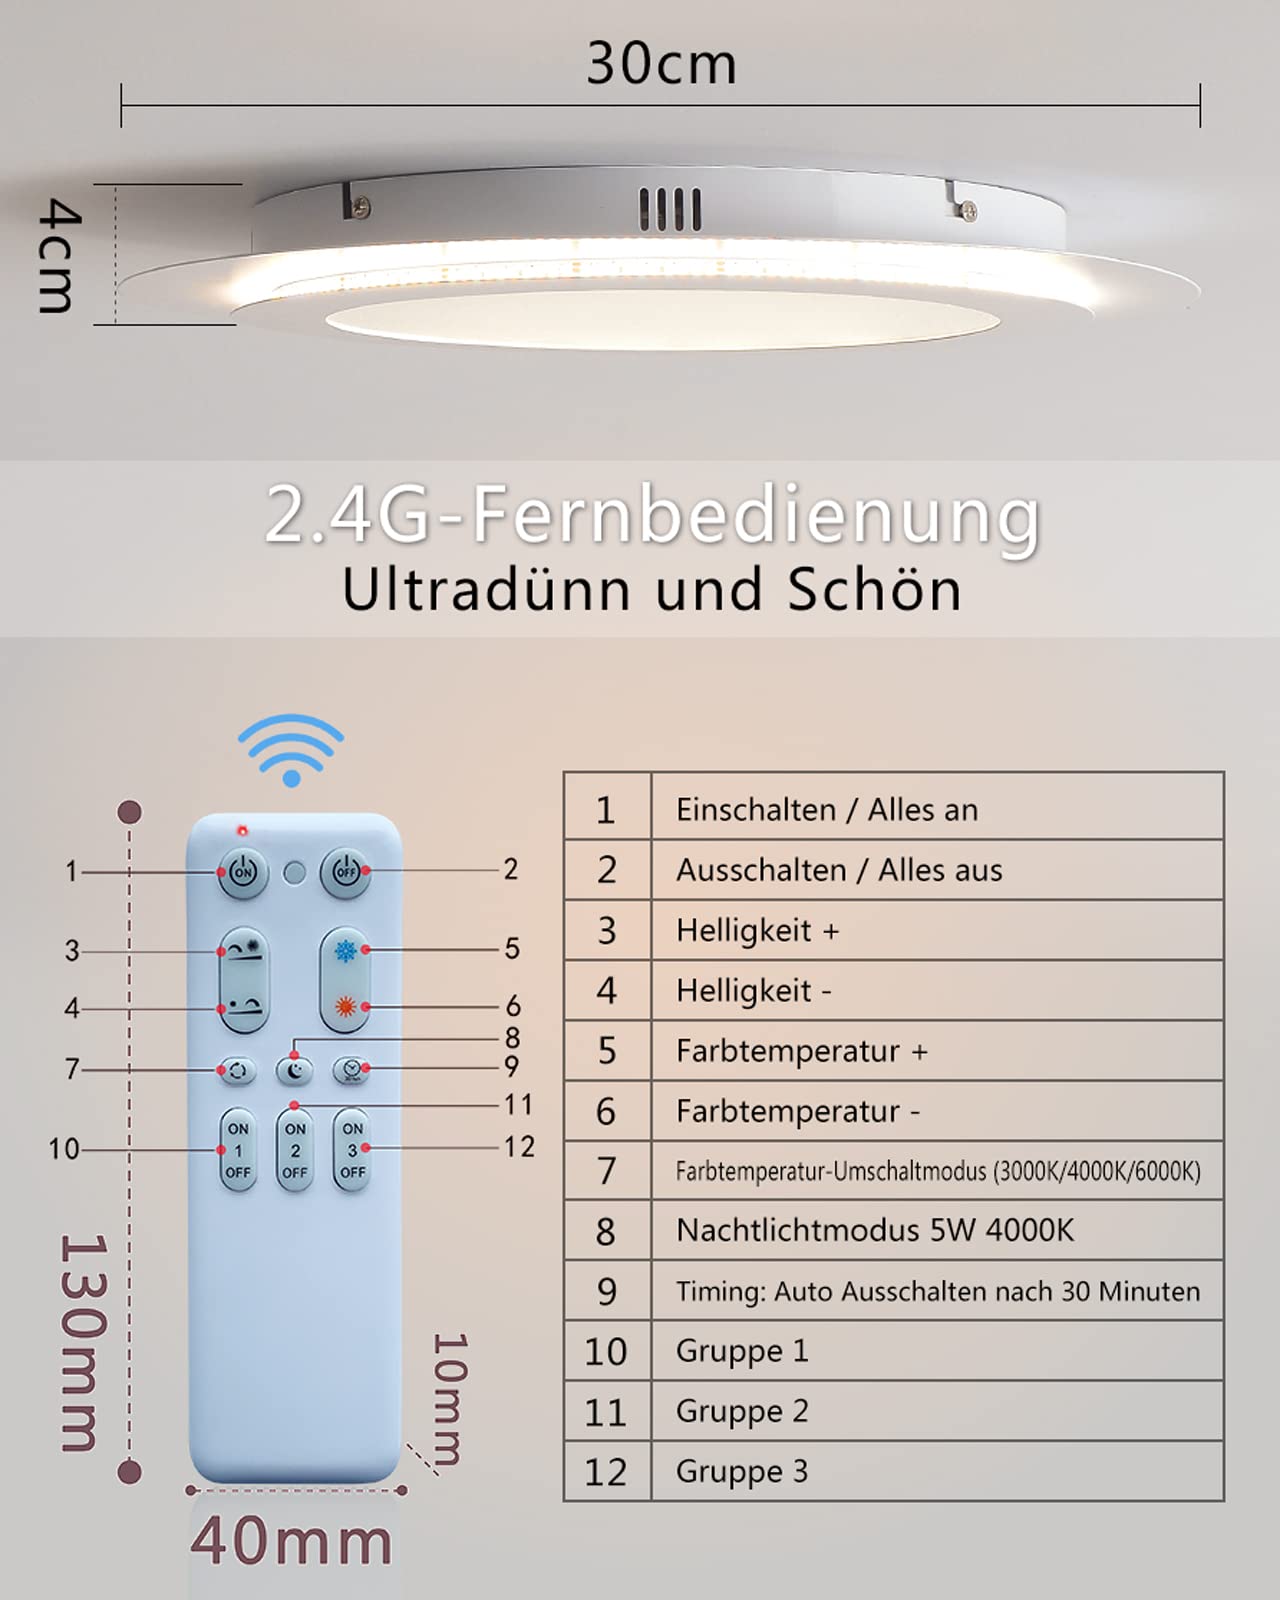 30cm
4cm
2.4G-Fernbedienung
Ultradünn und Schön
1
2
3
4
5
6
7
8
9
10
11
12
ON
OFF
ON
1
OFF
ON
2
OFF
ON
3
OFF
130mm
10mm
40mm
1 Einschalten / Alles an
2 Ausschalten / Alles aus
3 Helligkeit +
4 Helligkeit -
5 Farbtemperatur +
6 Farbtemperatur -
7 Farbtemperatur-Umschaltmodus (3000K/4000K/6000K)
8 Nachtlichtmodus 5W 4000K
9 Timing: Auto Ausschalten nach 30 Minuten
10 Gruppe 1
11 Gruppe 2
12 Gruppe 3